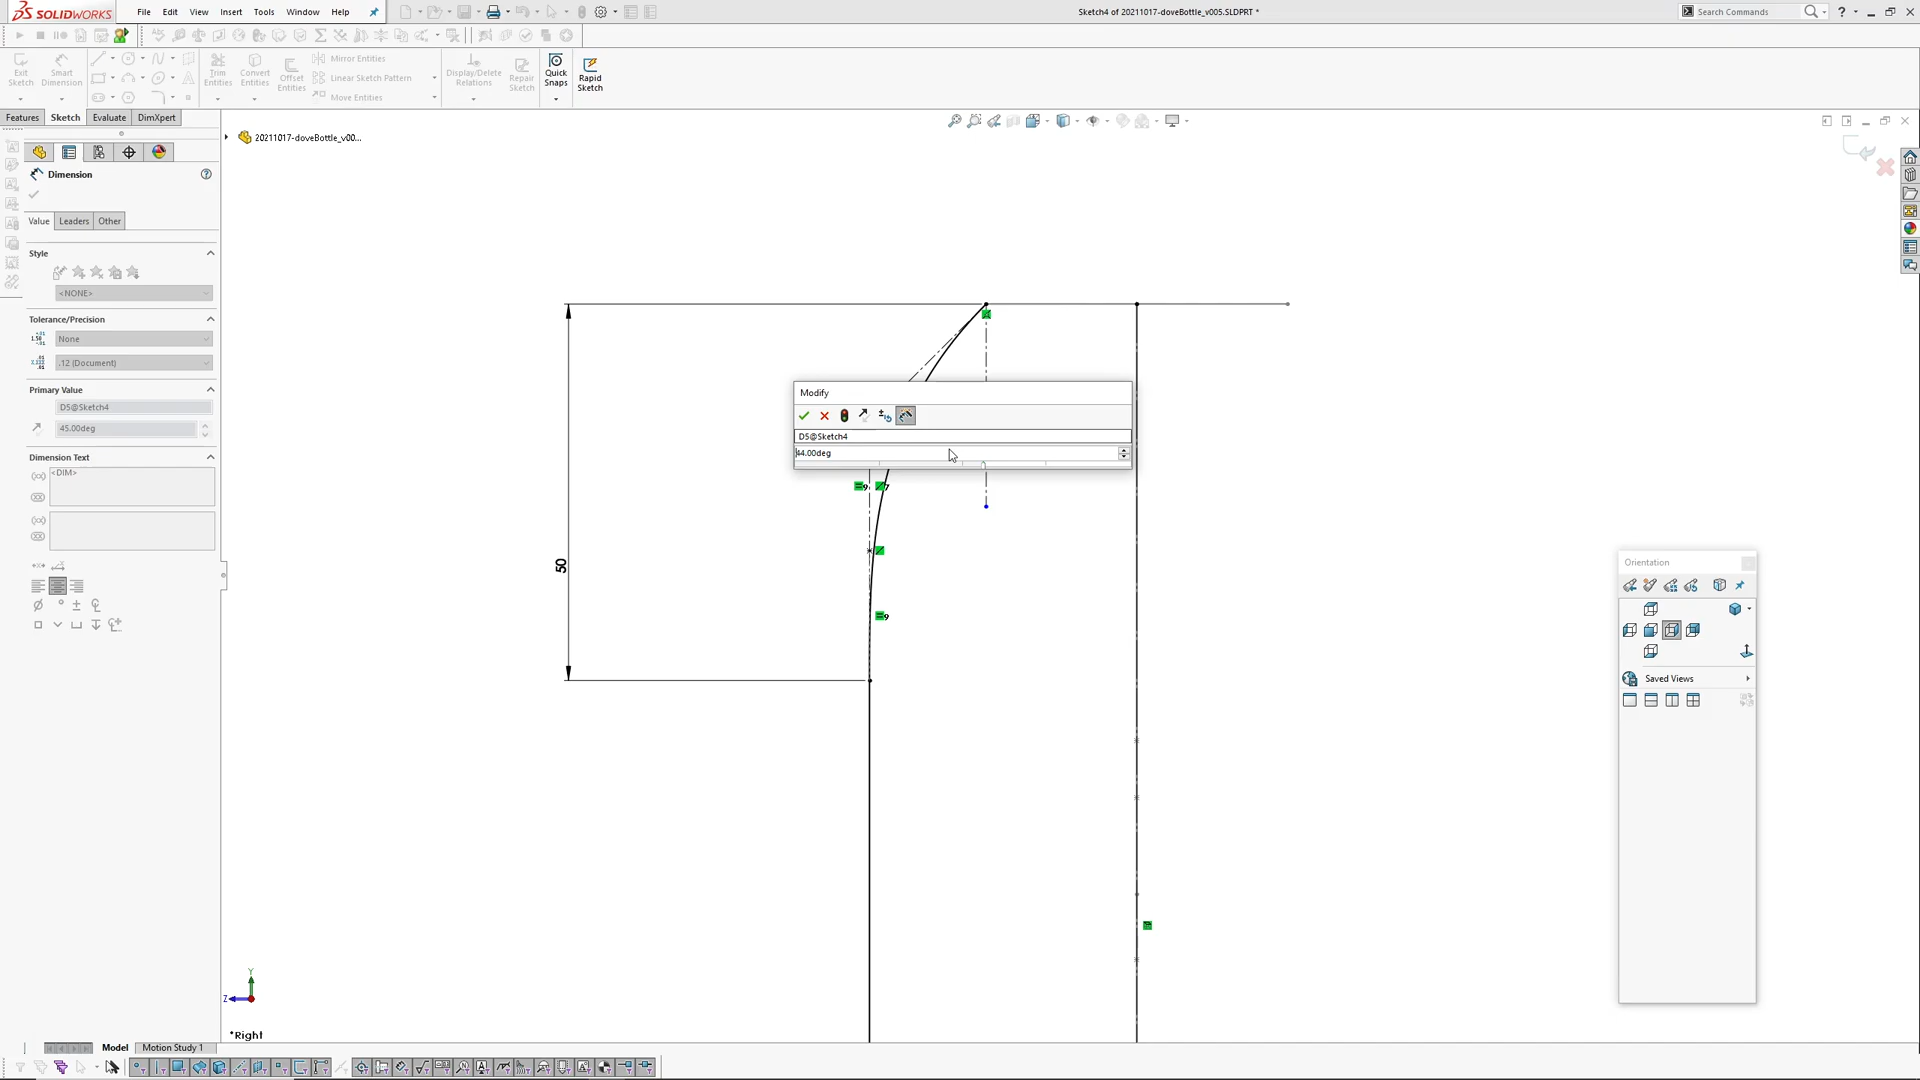 SOLIDWORKS
File
Edit
View
Insert
Tools
Window
Help
Sketch4 of 20211017-doveBottle_v005.SLDPRT *
Search Commands
Exit Sketch
Smart Dimension
Trim Entities
Convert Entities
Offset Entities
Mirror Entities
Linear Sketch Pattern
Move Entities
Display/Delete Relations
Repair Sketch
Quick Snaps
Rapid Sketch
Features
Sketch
Evaluate
DimXpert
20211017-doveBottle_v00...
Dimension
Value
Leaders
Other
Style
<NONE>
Tolerance/Precision
None
.12 (Document)
Primary Value
D5@Sketch4
45.00deg
Dimension Text
<DIM>
Modify
D5@Sketch4
44.00deg
50
9
7
9
Orientation
Saved Views
Y
Z
*Right
Model
Motion Study 1